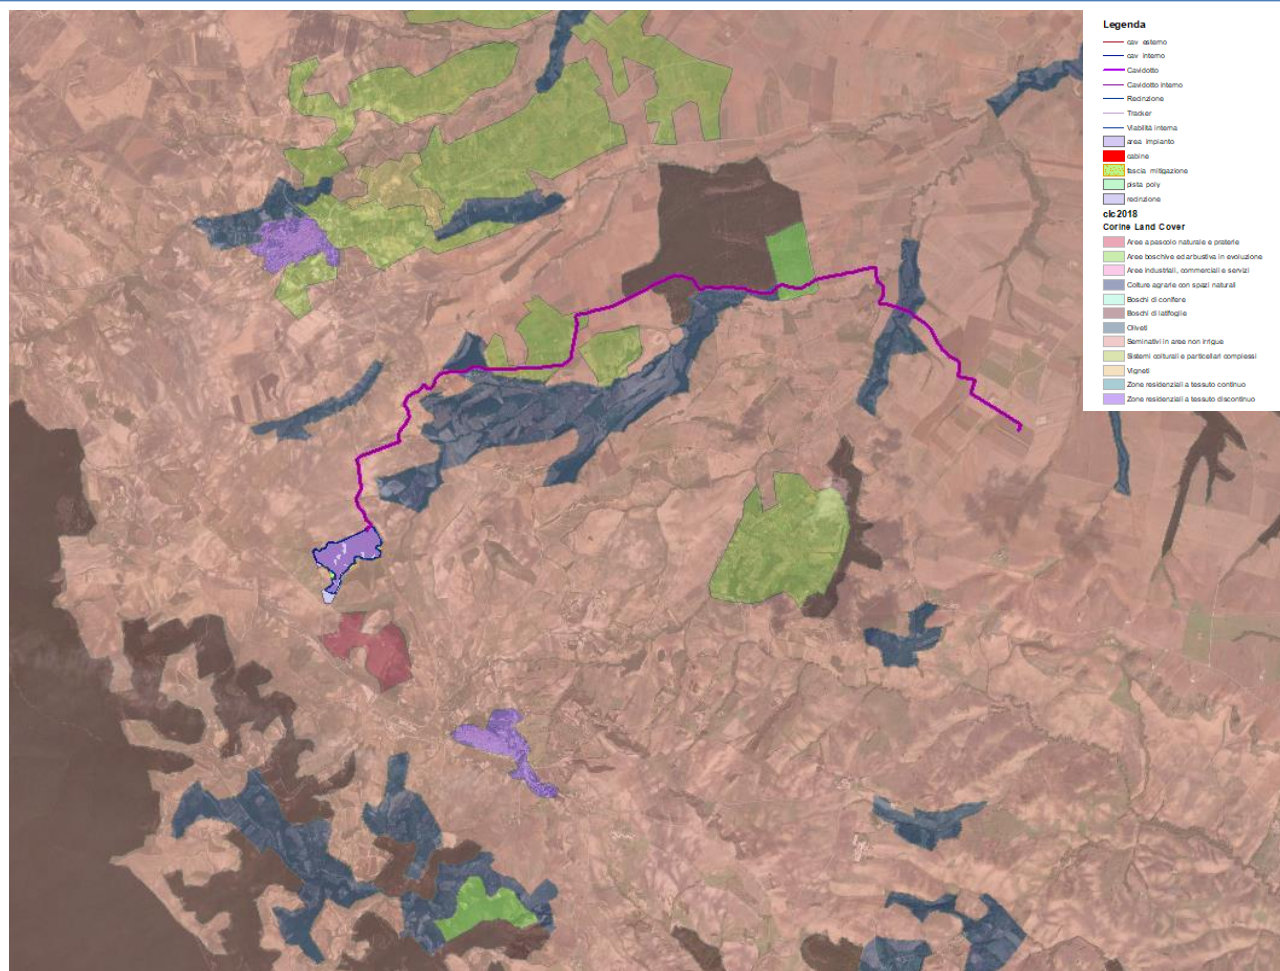 Legenda
cav_esterno
cav_interno
Cavidotto
Cavidotto interno
Recinzione
Tracker
Viabilità interna
area_impianto
cabine
fascia_mitigazione
pista_poly
recinzione
clc2018
Corine Land Cover
Aree a pascolo naturale e praterie
Aree boschive ed arbustiva in evoluzione
Aree industriali, commerciali e servizi
Colture agrarie con spazi naturali
Boschi di conifere
Boschi di latifoglie
Oliveti
Seminativi in aree non irrigue
Sistemi colturali e particellari complessi
Vigneti
Zone residenziali a tessuto continuo
Zone residenziali a tessuto discontinuo